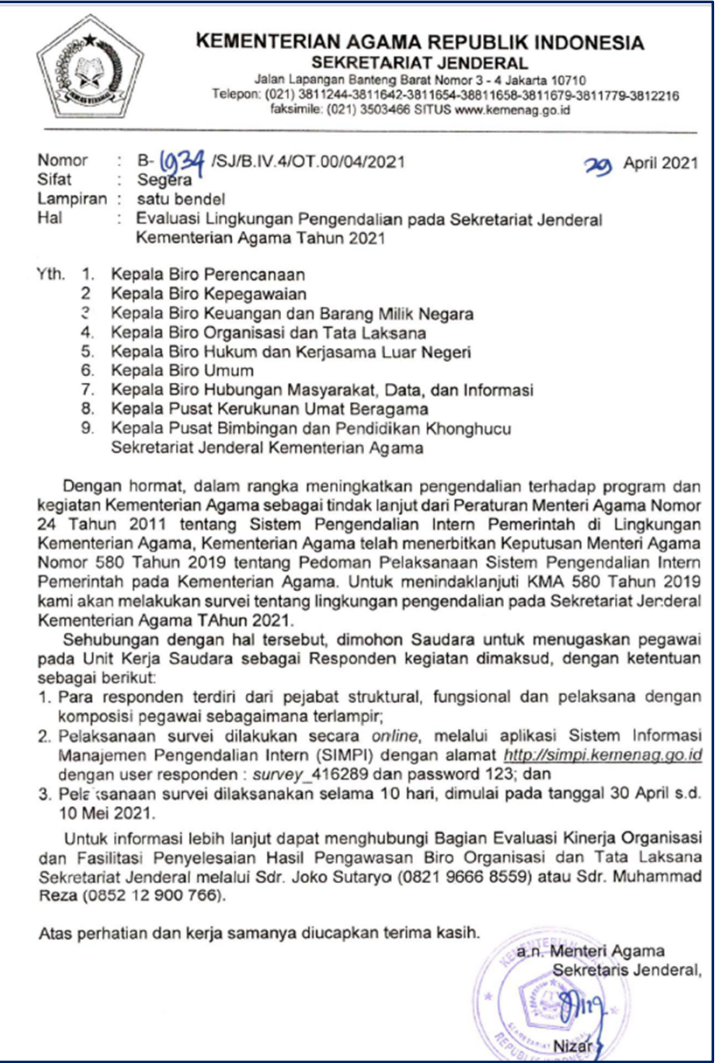 KEMENTERIAN AGAMA REPUBLIK INDONESIA
SEKRETARIAT JENDERAL
Jalan Lapangan Banteng Barat Nomor 3 - 4 Jakarta 10710
Telepon: (021) 3811244-3811642-3811654-38811658-3811679-3811779-3812216
faksimile: (021) 3503466 SITUS www.kemenag.go.id
Nomor : B- 1934 /SJ/B.IV.4/OT.00/04/2021 29 April 2021
Sifat : Segera
Lampiran : satu bendel
Hal : Evaluasi Lingkungan Pengendalian pada Sekretariat Jenderal
Kementerian Agama Tahun 2021
Yth. 1. Kepala Biro Perencanaan
2 Kepala Biro Kepegawaian
3 Kepala Biro Keuangan dan Barang Milik Negara
4. Kepala Biro Organisasi dan Tata Laksana
5. Kepala Biro Hukum dan Kerjasama Luar Negeri
6. Kepala Biro Umum
7. Kepala Biro Hubungan Masyarakat, Data, dan Informasi
8. Kepala Pusat Kerukunan Umat Beragama
9. Kepala Pusat Bimbingan dan Pendidikan Khonghucu
Sekretariat Jenderal Kementerian Agama
Dengan hormat, dalam rangka meningkatkan pengendalian terhadap program dan
kegiatan Kementerian Agama sebagai tindak lanjut dari Peraturan Menteri Agama Nomor
24 Tahun 2011 tentang Sistem Pengendalian Intern Pemerintah di Lingkungan
Kementerian Agama, Kementerian Agama telah menerbitkan Keputusan Menteri Agama
Nomor 580 Tahun 2019 tentang Pedoman Pelaksanaan Sistem Pengendalian Intern
Pemerintah pada Kementerian Agama. Untuk menindaklanjuti KMA 580 Tahun 2019
kami akan melakukan survei tentang lingkungan pengendalian pada Sekretariat Jenderal
Kementerian Agama TAhun 2021.
Sehubungan dengan hal tersebut, dimohon Saudara untuk menugaskan pegawai
pada Unit Kerja Saudara sebagai Responden kegiatan dimaksud, dengan ketentuan
sebagai berikut:
1. Para responden terdiri dari pejabat struktural, fungsional dan pelaksana dengan
komposisi pegawai sebagaimana terlampir;
2. Pelaksanaan survei dilakukan secara online, melalui aplikasi Sistem Informasi
Manajemen Pengendalian Intern (SIMPI) dengan alamat http://simpi.kemenag.go.id
dengan user responden : survey_416289 dan password 123; dan
3. Pelaksanaan survei dilaksanakan selama 10 hari, dimulai pada tanggal 30 April s.d.
10 Mei 2021.
Untuk informasi lebih lanjut dapat menghubungi Bagian Evaluasi Kinerja Organisasi
dan Fasilitasi Penyelesaian Hasil Pengawasan Biro Organisasi dan Tata Laksana
Sekretariat Jenderal melalui Sdr. Joko Sutaryo (0821 9666 8559) atau Sdr. Muhammad
Reza (0852 12 900 766).
Atas perhatian dan kerja samanya diucapkan terima kasih.
a.n. Menteri Agama
Sekretaris Jenderal,
Nizar